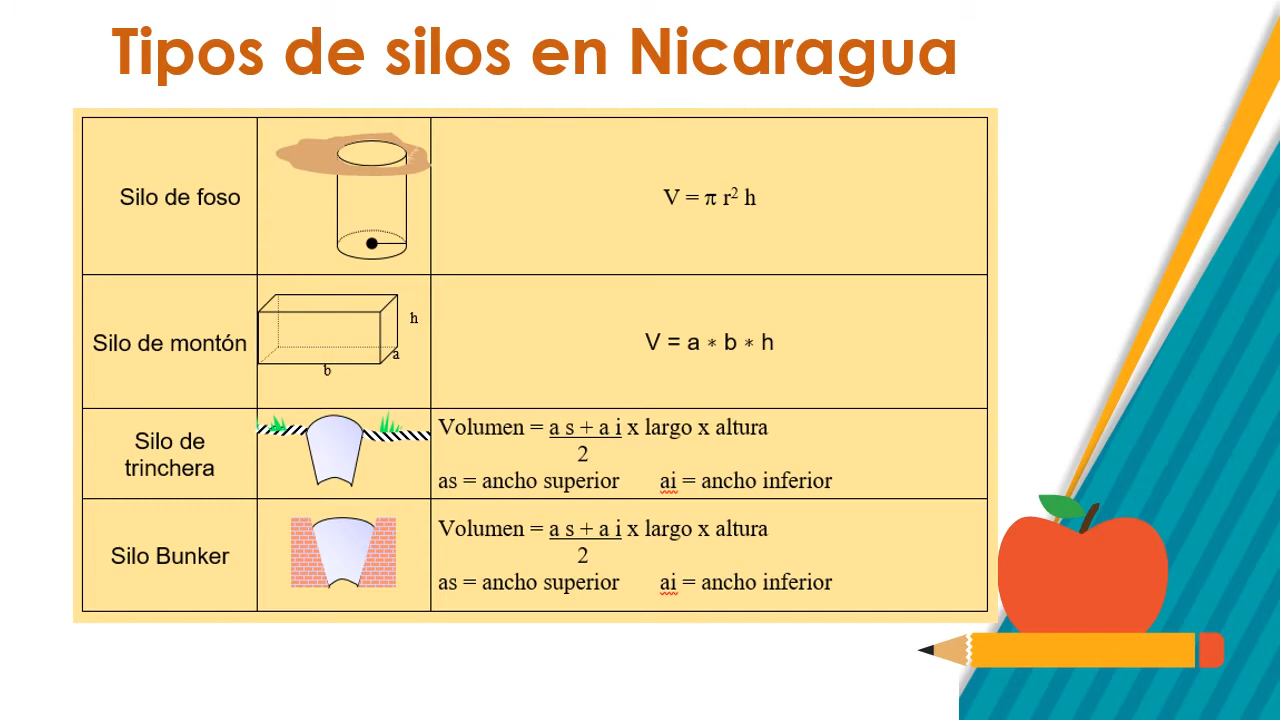 Tipos de silos en Nicaragua
Silo de foso
V = π r² h
Silo de montón
h
a
b
V = a * b * h
Silo de
trinchera
Volumen = a s + a i x largo x altura
2
as = ancho superior ai = ancho inferior
Silo Bunker
Volumen = a s + a i x largo x altura
2
as = ancho superior ai = ancho inferior